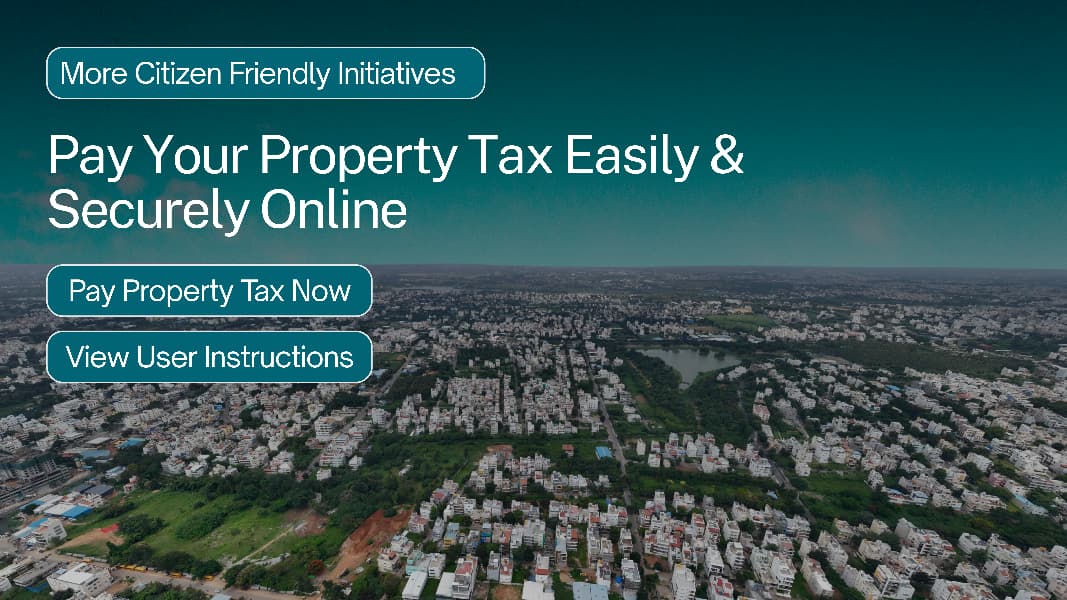 More Citizen Friendly Initiatives
Pay Your Property Tax Easily &
Securely Online
Pay Property Tax Now
View User Instructions